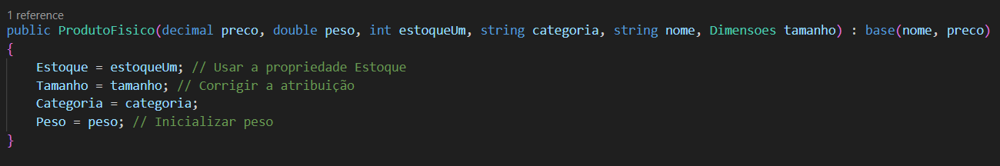 1 reference
public ProdutoFisico(decimal preco, double peso, int estoqueUm, string categoria, string nome, Dimensoes tamanho) : base(nome, preco)
{
    Estoque = estoqueUm; // Usar a propriedade Estoque
    Tamanho = tamanho; // Corrigir a atribuição
    Categoria = categoria;
    Peso = peso; // Inicializar peso
}